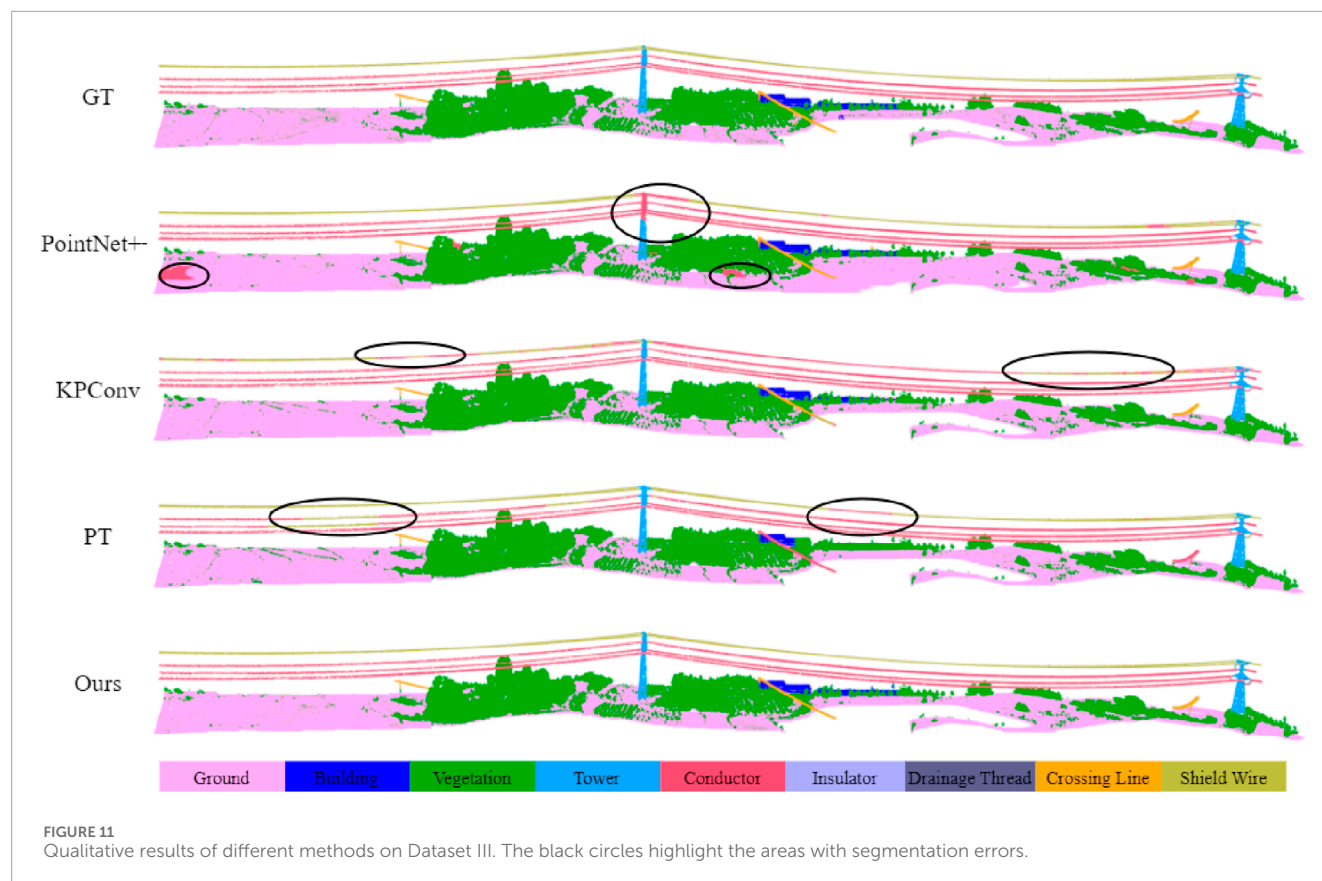 GT
PointNet++
KPConv
PT
Ours
Ground Building Vegetation Tower Conductor Insulator Drainage Thread Crossing Line Shield Wire
FIGURE 11
Qualitative results of different methods on Dataset III. The black circles highlight the areas with segmentation errors.